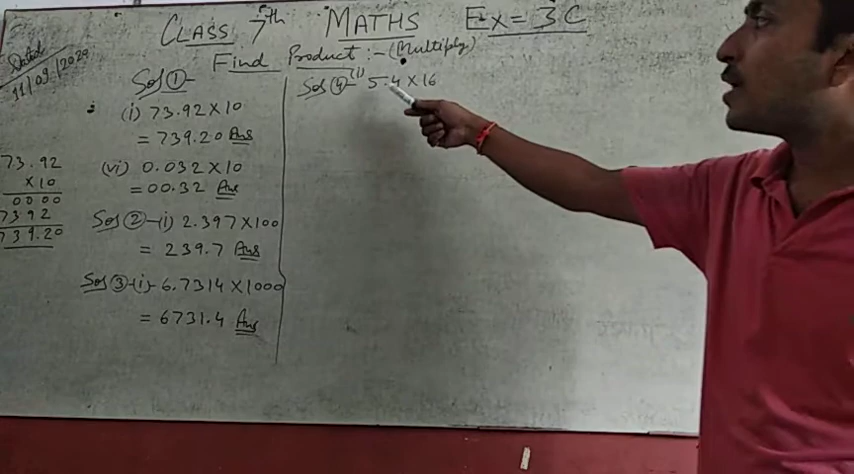 CLASS 7th MATHS Ex = 3C
Dated
11/09/2020
Find Product :- (Multiply)
Sol ①-
(i) 73.92 × 10
= 739.20 Ans
(vi) 0.032 × 10
= 00.32 Ans
Sol ②-(i) 2.397 × 100
= 239.7 Ans
Sol ③-(i)- 6.7314 × 1000
= 6731.4 Ans
73.92
× 10
0000
7392
739.20
Sol ④-(i) 5.4 × 16